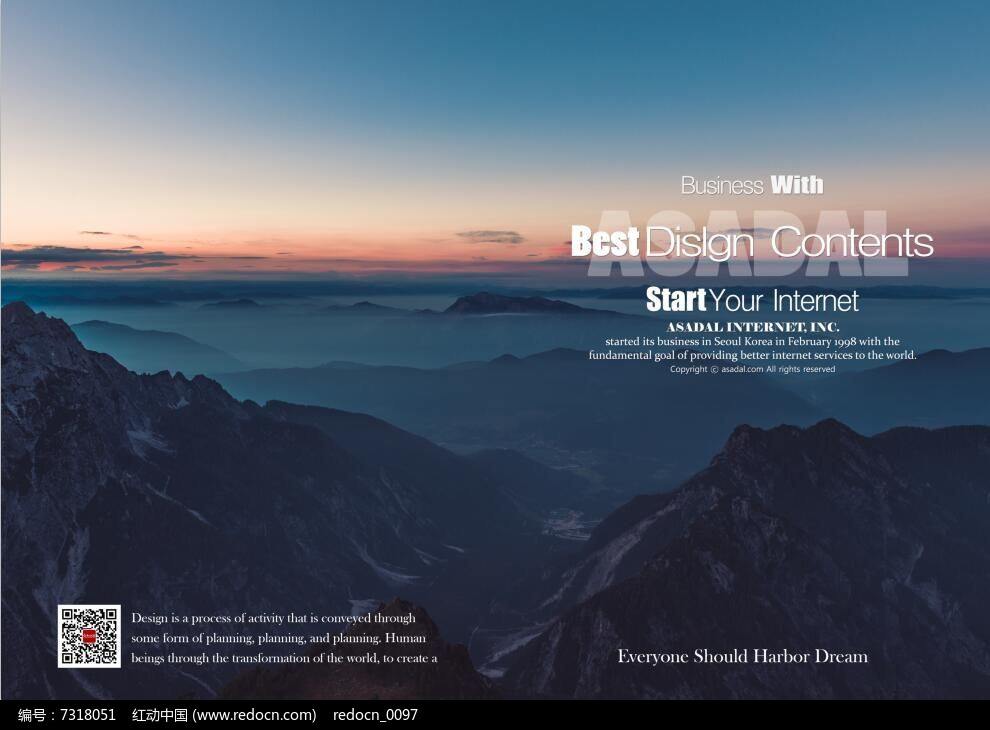 Business With
ASADAL
Best DisIgn Contents
Start Your Internet
ASADAL INTERNET, INC.
started its business in Seoul Korea in February 1998 with the
fundamental goal of providing better internet services to the world.
Copyright ⓒ asadal.com All rights reserved
Design is a process of activity that is conveyed through
some form of planning, planning, and planning. Human
beings through the transformation of the world, to create a
Everyone Should Harbor Dream
编号：7318051 红动中国 (www.redocn.com) redocn_0097